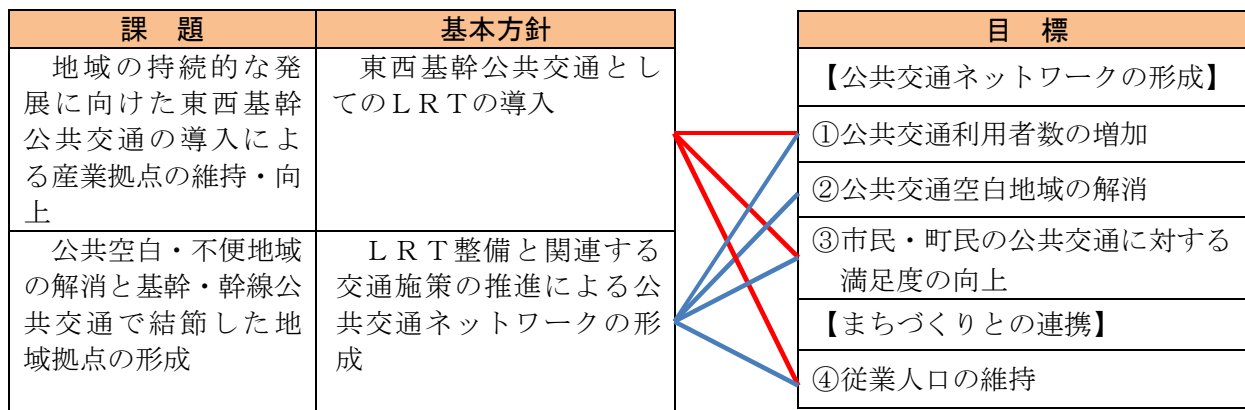 課　題
基本方針
目　標
　地域の持続的な発
展に向けた東西基幹
公共交通の導入によ
る産業拠点の維持・向
上
　東西基幹公共交通とし
てのＬＲＴの導入
　公共空白・不便地域
の解消と基幹・幹線公
共交通で結節した地
域拠点の形成
　ＬＲＴ整備と関連する
交通施策の推進による公
共交通ネットワークの形
成
【公共交通ネットワークの形成】
①公共交通利用者数の増加
②公共交通空白地域の解消
③市民・町民の公共交通に対する
満足度の向上
【まちづくりとの連携】
④従業人口の維持